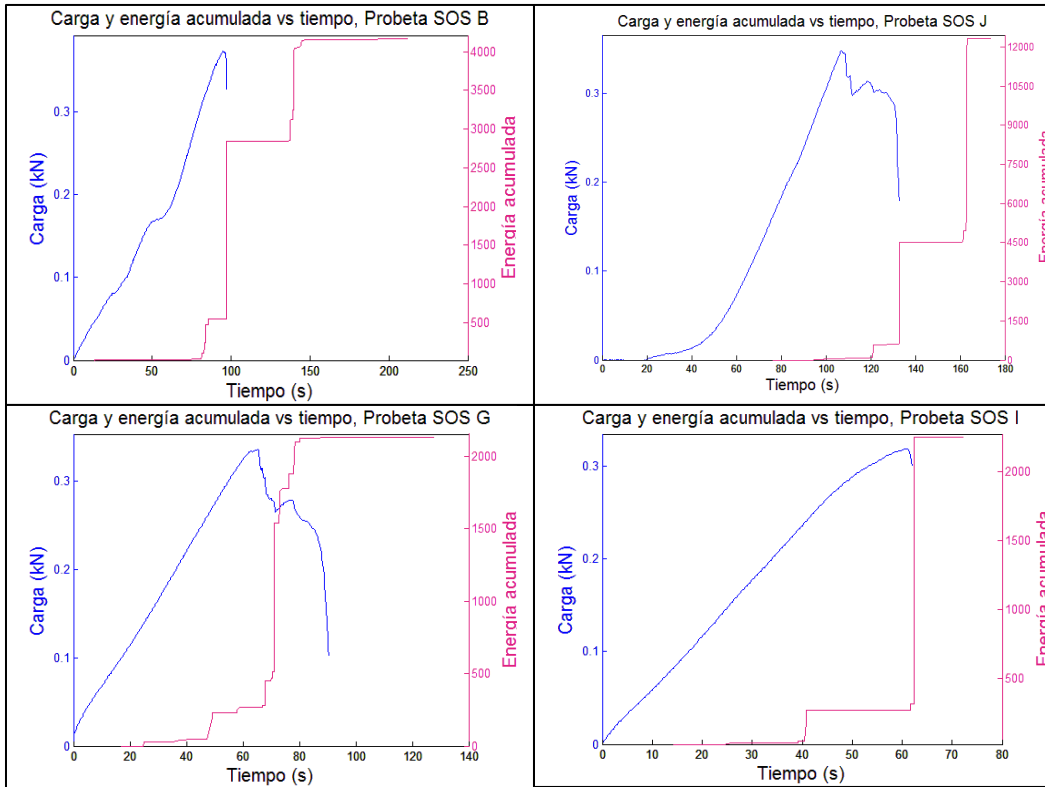 Carga y energía acumulada vs tiempo, Probeta SOS B
Carga (kN)
0.3
0.2
0.1
0
4000
3500
3000
2500
2000
1500
1000
500
Energía acumulada
0 50 100 150 200 250
Tiempo (s)
Carga y energía acumulada vs tiempo, Probeta SOS J
Carga (kN)
0.3
0.2
0.1
0
12000
10500
9000
7500
6000
4500
3000
1500
0
Energía acumulada
0 20 40 60 80 100 120 140 160 180
Tiempo (s)
Carga y energía acumulada vs tiempo, Probeta SOS G
Carga (kN)
0.3
0.2
0.1
0
2000
1500
1000
500
0
Energía acumulada
0 20 40 60 80 100 120 140
Tiempo (s)
Carga y energía acumulada vs tiempo, Probeta SOS I
Carga (kN)
0.3
0.2
0.1
0
2000
1500
1000
500
Energía acumulada
0 10 20 30 40 50 60 70 80
Tiempo (s)